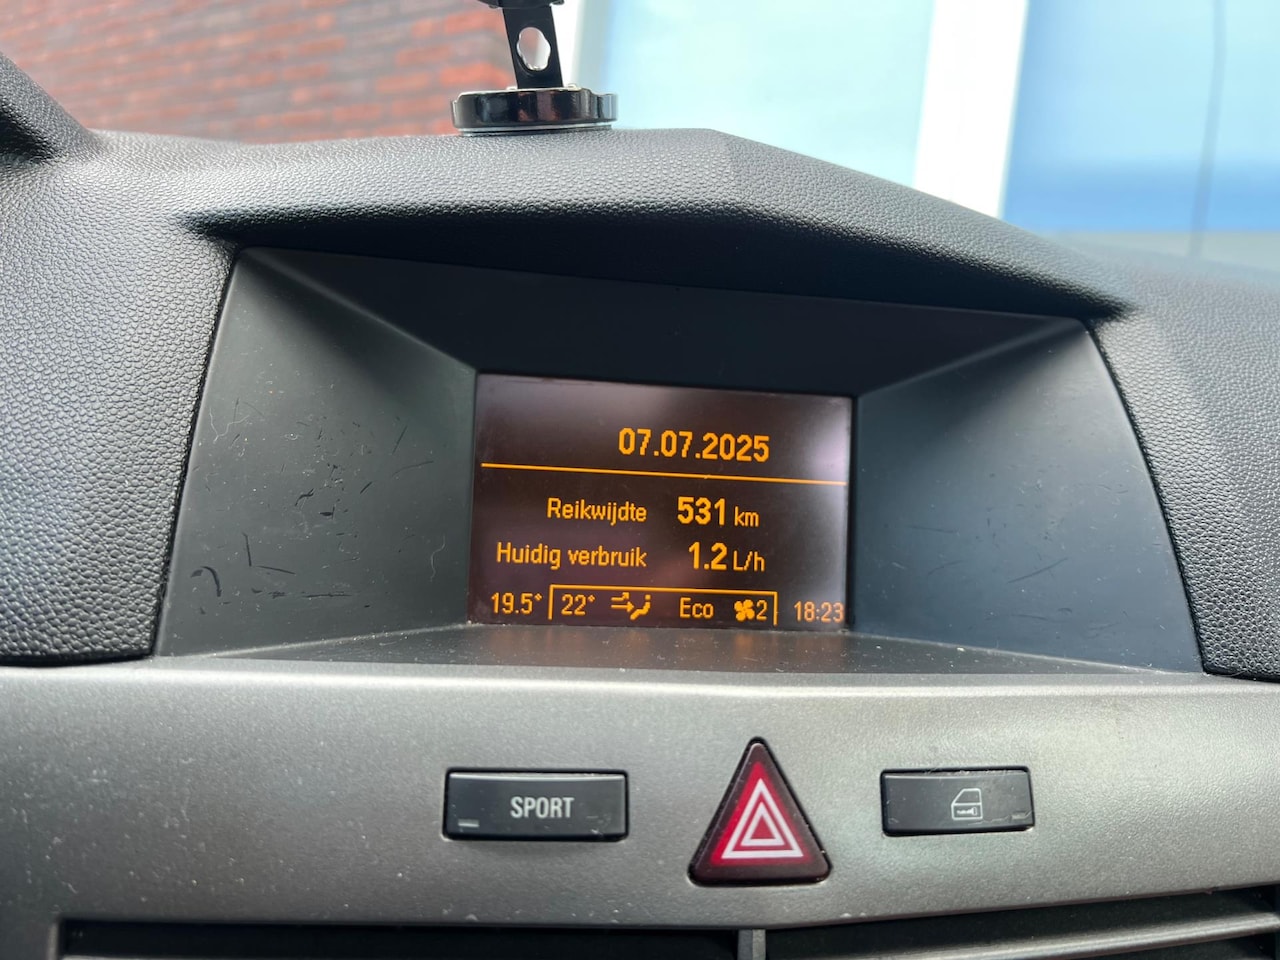 07.07.2025
Reikwijdte 531 km
Huidig verbruik 1.2 L/h
19.5° 22° Eco 2 18:23
SPORT